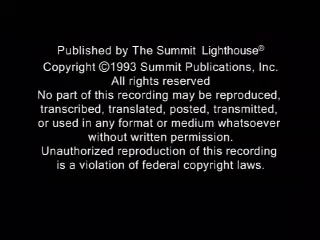 Published by The Summit Lighthouse®
Copyright ©1993 Summit Publications, Inc.
All rights reserved
No part of this recording may be reproduced,
transcribed, translated, posted, transmitted,
or used in any format or medium whatsoever
without written permission.
Unauthorized reproduction of this recording
is a violation of federal copyright laws.